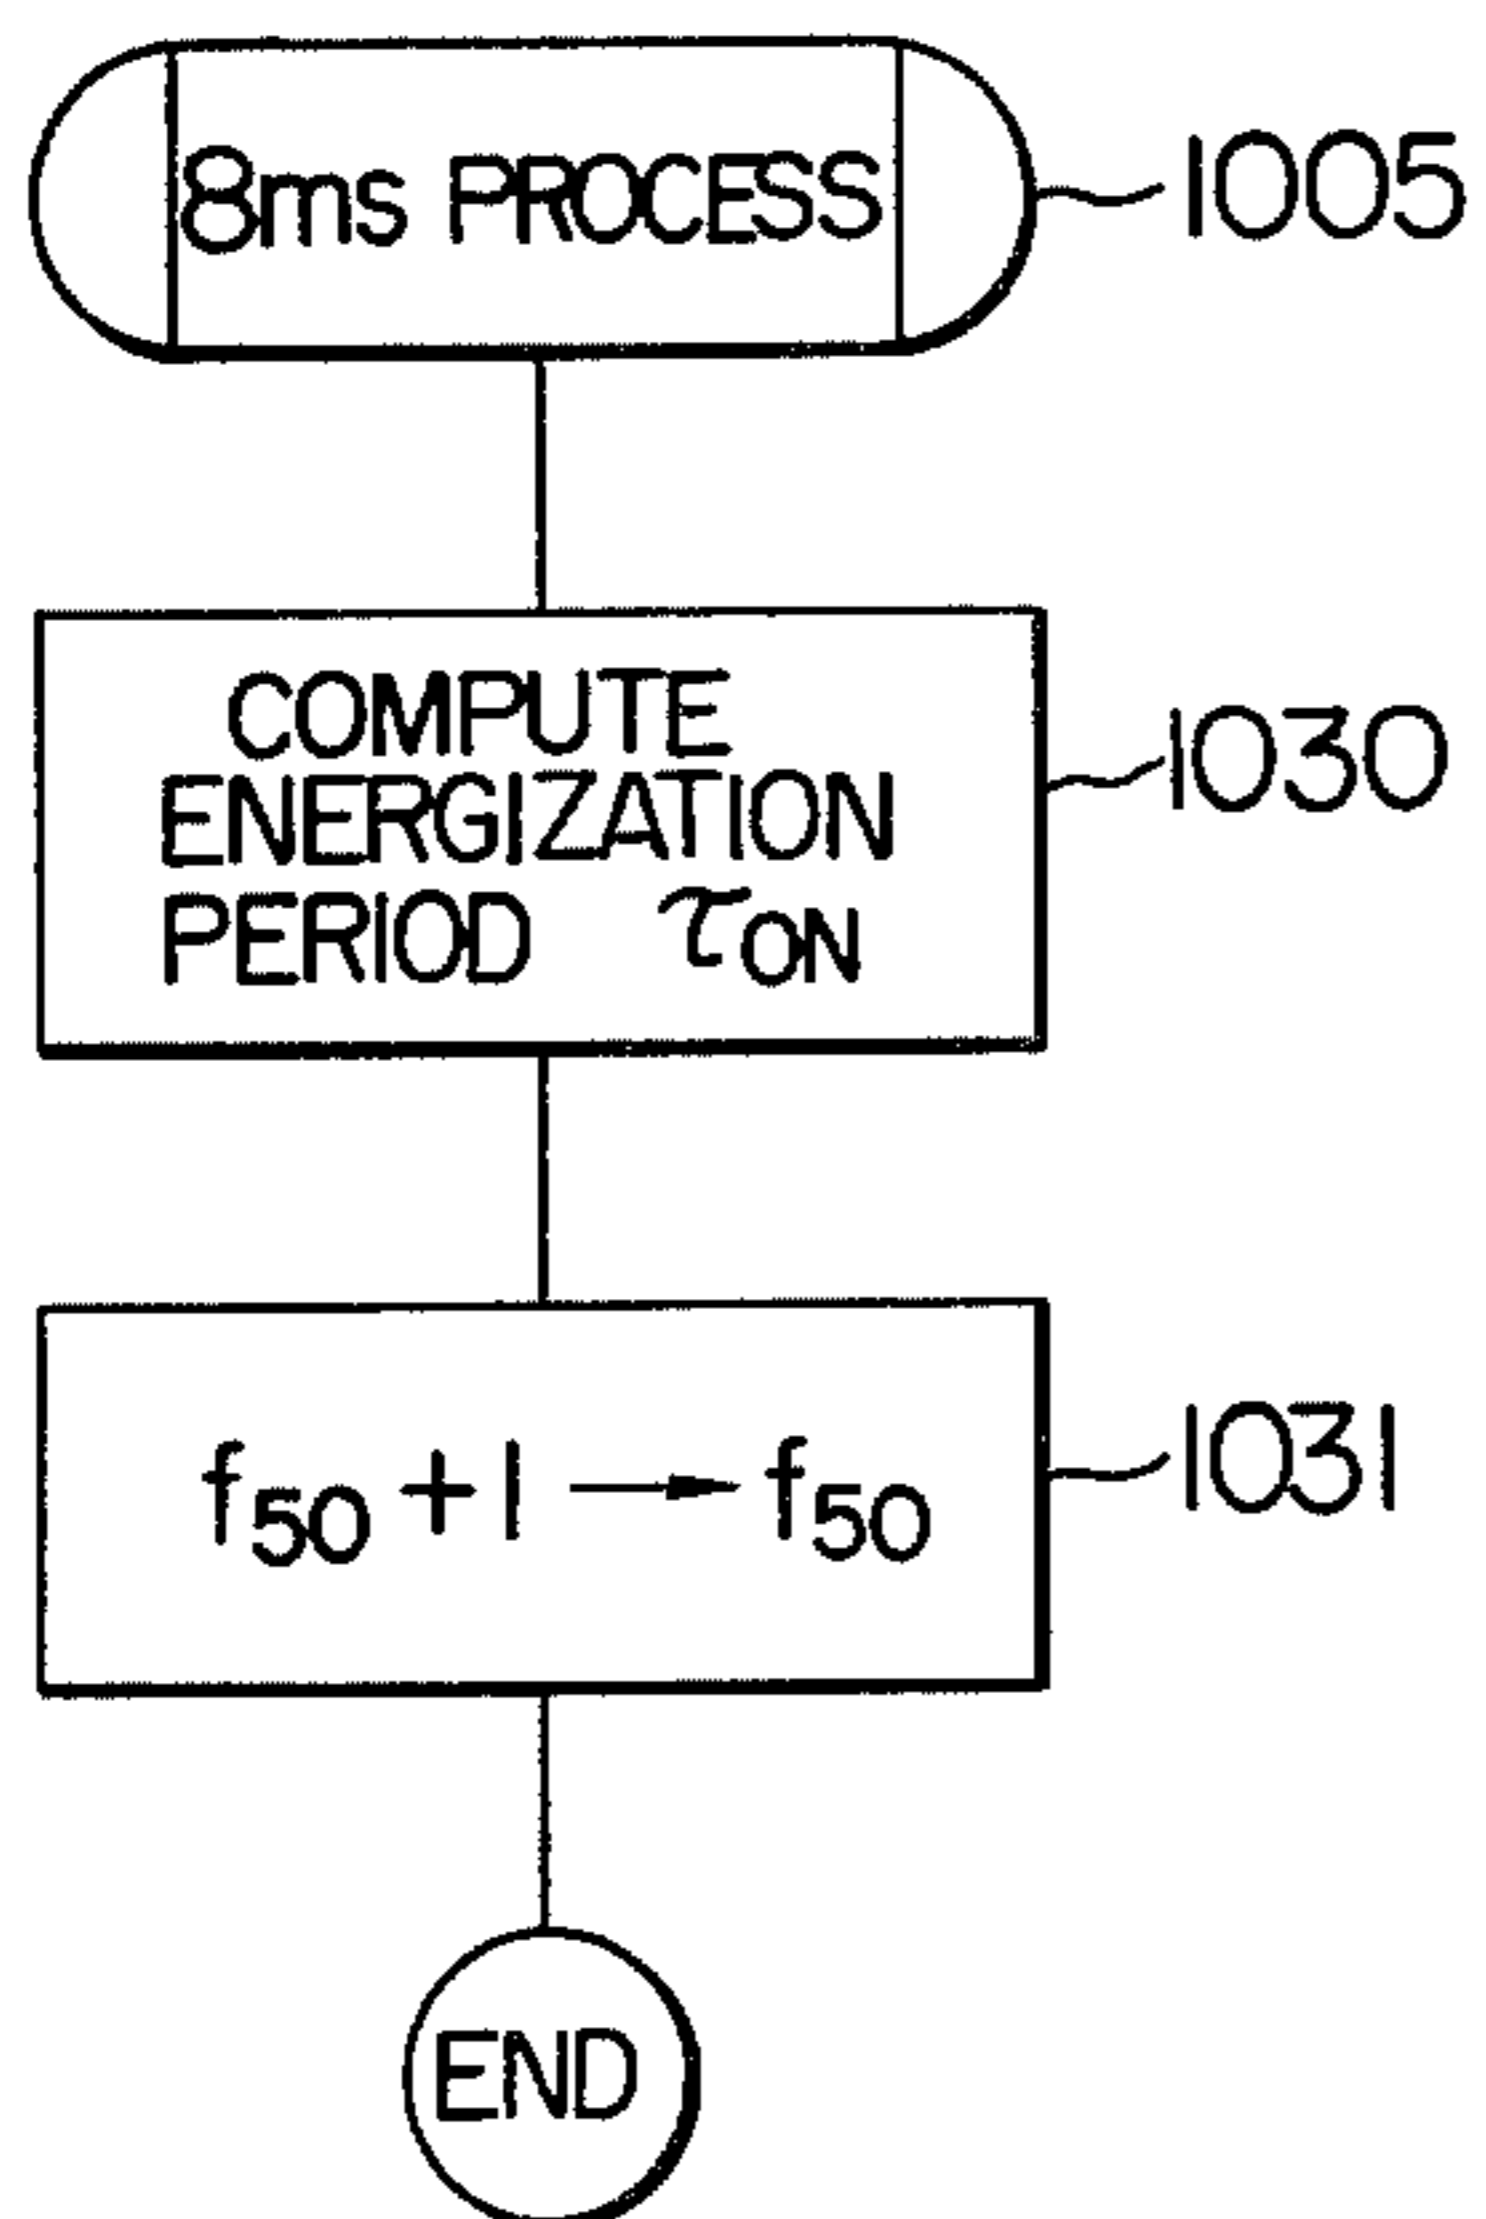 8ms PROCESS 1005
COMPUTE
ENERGIZATION 1030
PERIOD τON
f50 + 1 → f50 1031
END